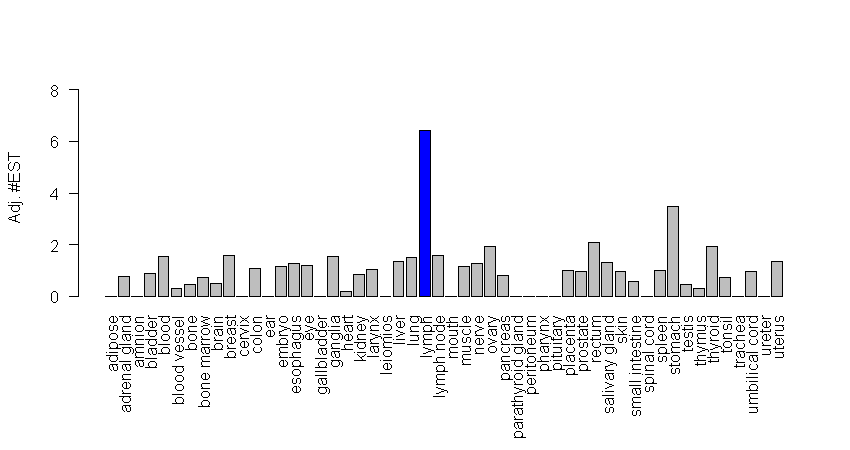 8
6
4
2
0
Adj. #EST
adipose
adrenal gland
amnion
bladder
blood
blood vessel
bone
bone marrow
brain
breast
cervix
colon
ear
embryo
esophagus
eye
gallbladder
ganglia
heart
kidney
larynx
leiomios
liver
lung
lymph
lymph node
mouth
muscle
nerve
ovary
pancreas
parathyroid gland
peritoneum
pharynx
pituitary
placenta
prostate
rectum
salivary gland
skin
small intestine
spinal cord
spleen
stomach
testis
thymus
thyroid
tonsil
trachea
umbilical cord
ureter
uterus